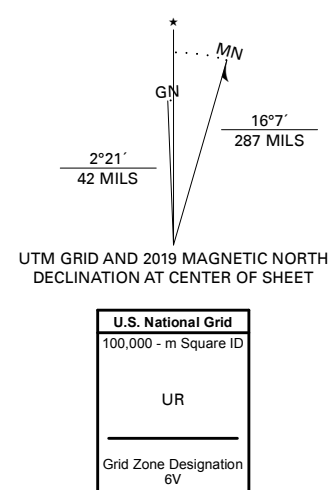 ★
MN
GN
16°7´
287 MILS
2°21´
42 MILS
UTM GRID AND 2019 MAGNETIC NORTH
DECLINATION AT CENTER OF SHEET
U.S. National Grid
100,000 - m Square ID
UR
Grid Zone Designation
6V